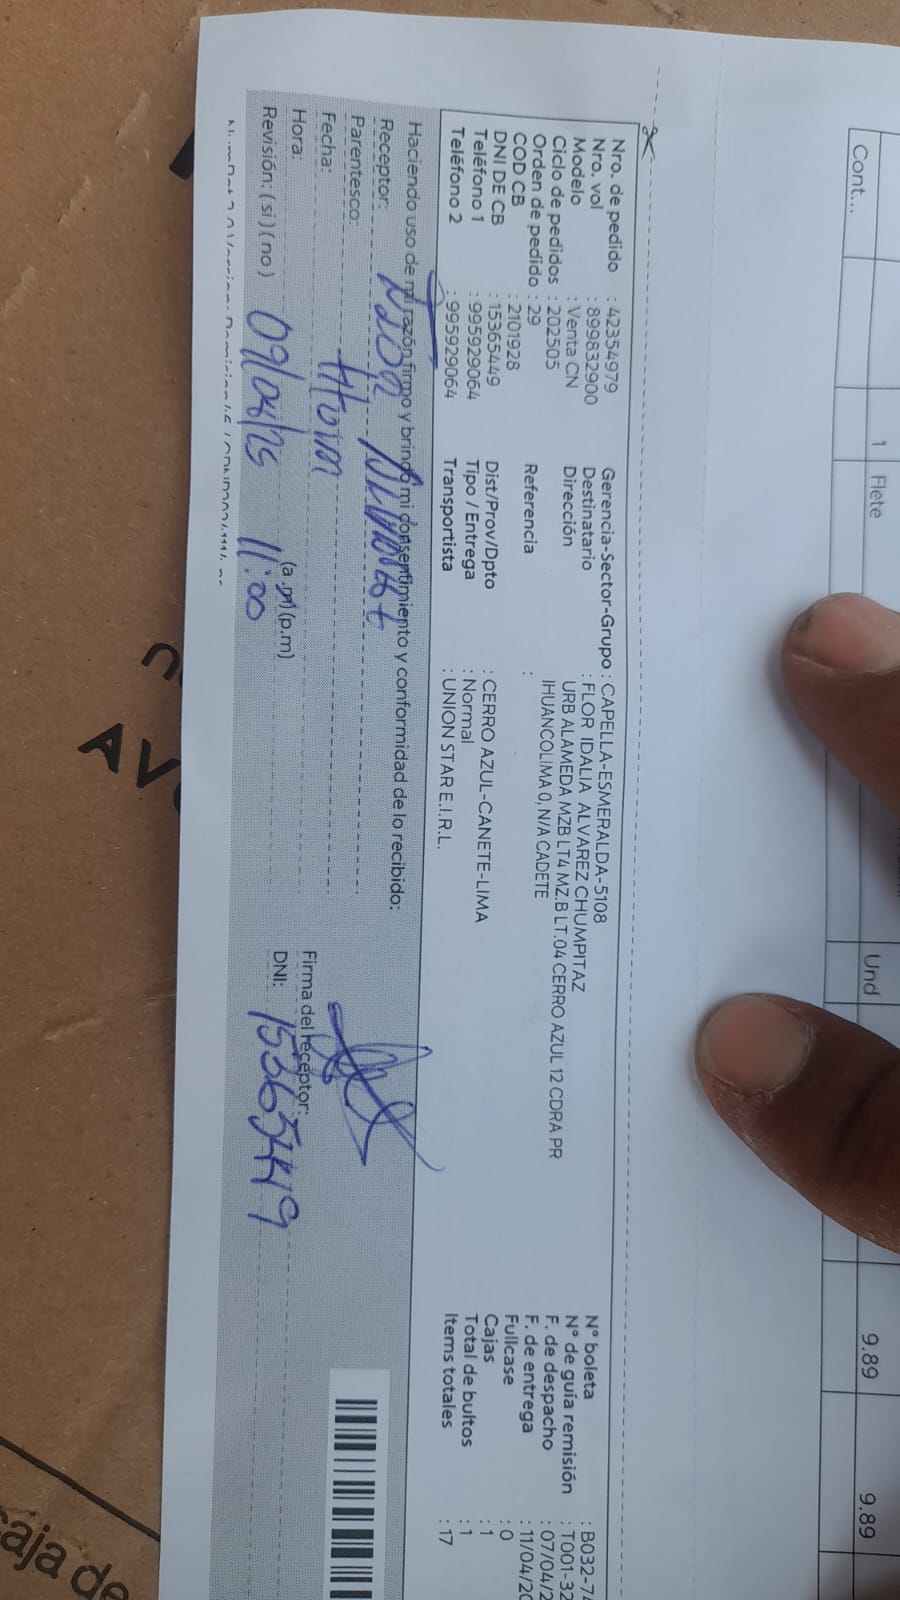 Cont... 1 Flete Und 9.89 9.89
Nro. de pedido : 42354979
Nro. vol : 899832900
Modelo : Venta CN
Ciclo de pedidos : 202505
Orden de pedido : 29
COD CB : 2101928
DNI DE CB : 15365449
Teléfono 1 : 995929064
Teléfono 2 : 995929064
Gerencia-Sector-Grupo : CAPELLA-ESMERALDA-5108
Destinatario : FLOR IDALIA ALVAREZ CHUMPITAZ
Dirección URB ALAMEDA MZB LT4 MZ.B LT.04 CERRO AZUL 12 CDRA PR
IHUANCOLIMA 0, N/A CADETE
Referencia :
Dist/Prov/Dpto : CERRO AZUL-CANETE-LIMA
Tipo / Entrega : Normal
Transportista : UNION STAR E.I.R.L.
N° boleta : B032-74
N° de guía remisión : T001-32
F. de despacho : 07/04/2
F. de entrega : 11/04/20
Fullcase : 0
Cajas : 1
Total de bultos : 1
Items totales : 17
Haciendo uso de mi razón firmo y brindo mi consentimiento y conformidad de lo recibido:
Receptor:
Parentesco:
Fecha:
Hora: (a.m) (p.m)
Revisión: (si) (no) 09/04/25 11:00
Firma del receptor:
DNI: 15365449
AV
caja de